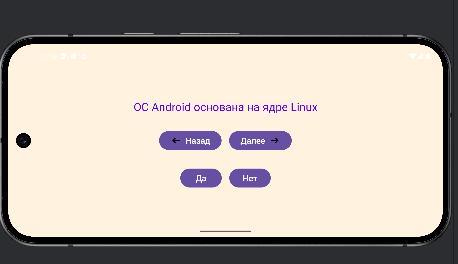 ОС Android основана на ядре Linux
Назад Далее
Да Нет